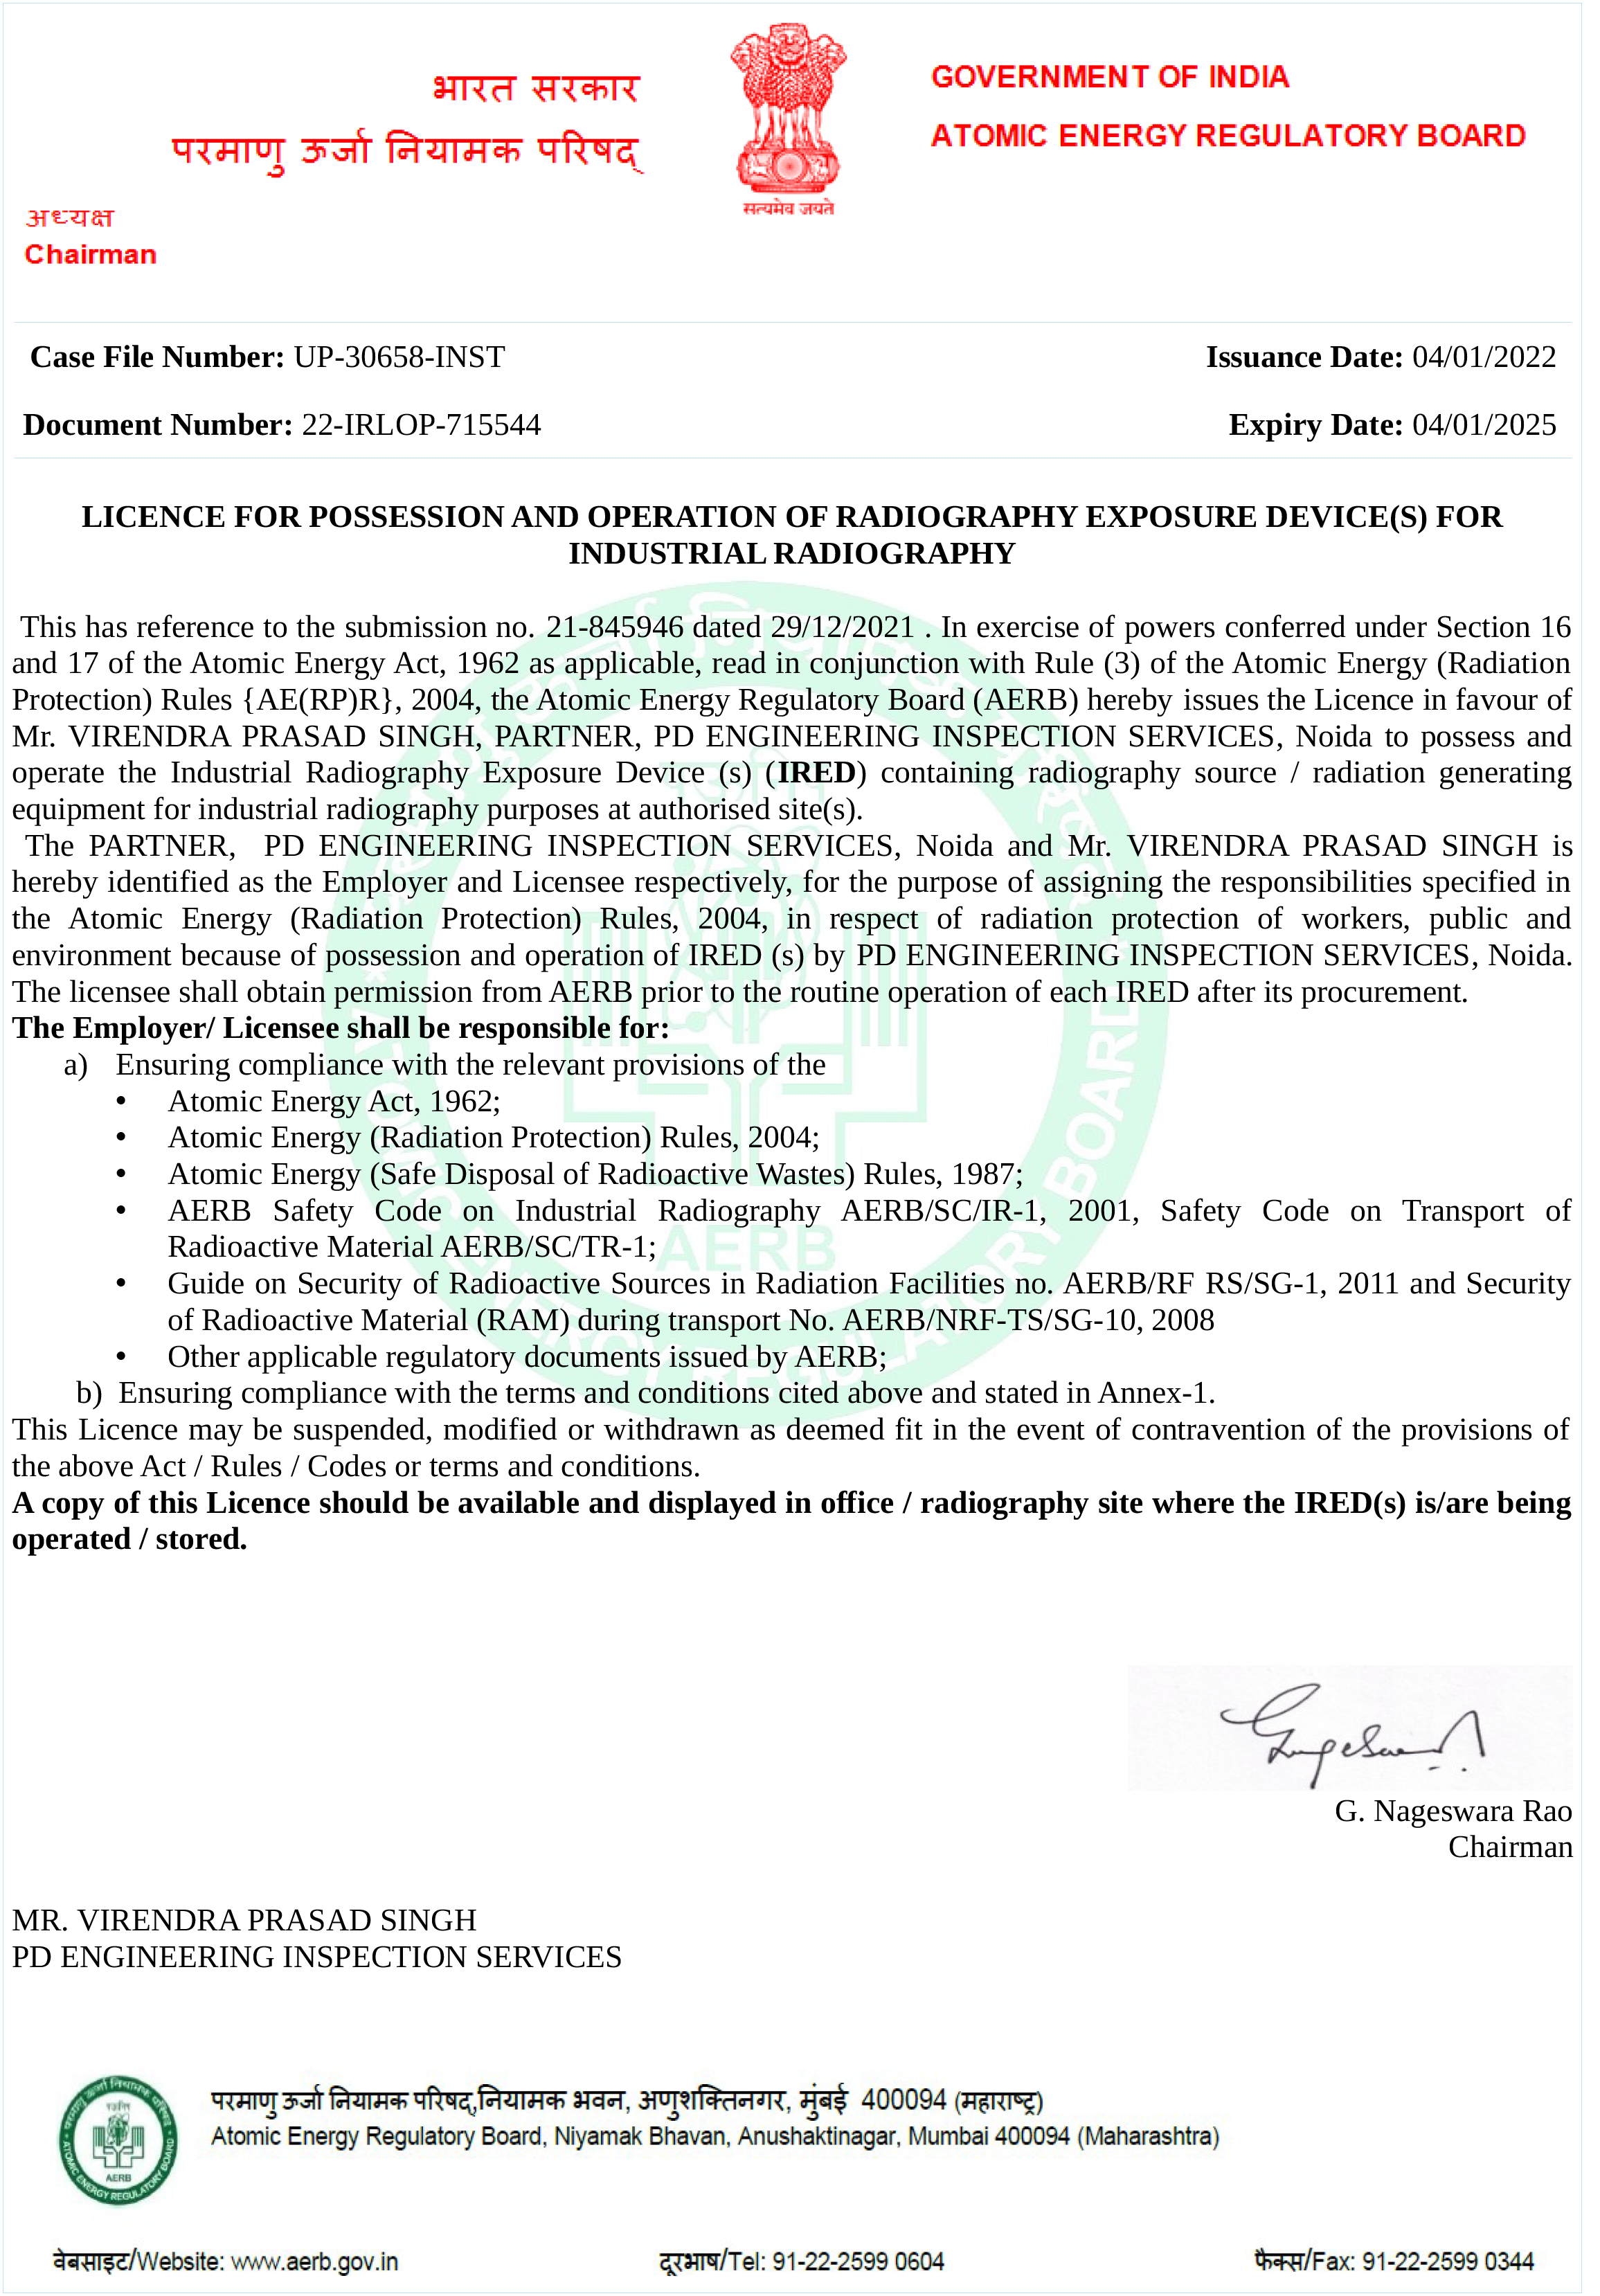 भारत सरकार
परमाणु ऊर्जा नियामक परिषद्
सत्यमेव जयते
GOVERNMENT OF INDIA
ATOMIC ENERGY REGULATORY BOARD
अध्यक्ष
Chairman
Case File Number: UP-30658-INST
Issuance Date: 04/01/2022
Document Number: 22-IRLOP-715544
Expiry Date: 04/01/2025
LICENCE FOR POSSESSION AND OPERATION OF RADIOGRAPHY EXPOSURE DEVICE(S) FOR
INDUSTRIAL RADIOGRAPHY
This has reference to the submission no. 21-845946 dated 29/12/2021 . In exercise of powers conferred under Section 16
and 17 of the Atomic Energy Act, 1962 as applicable, read in conjunction with Rule (3) of the Atomic Energy (Radiation
Protection) Rules {AE(RP)R}, 2004, the Atomic Energy Regulatory Board (AERB) hereby issues the Licence in favour of
Mr. VIRENDRA PRASAD SINGH, PARTNER, PD ENGINEERING INSPECTION SERVICES, Noida to possess and
operate the Industrial Radiography Exposure Device (s) (IRED) containing radiography source / radiation generating
equipment for industrial radiography purposes at authorised site(s).
The PARTNER, PD ENGINEERING INSPECTION SERVICES, Noida and Mr. VIRENDRA PRASAD SINGH is
hereby identified as the Employer and Licensee respectively, for the purpose of assigning the responsibilities specified in
the Atomic Energy (Radiation Protection) Rules, 2004, in respect of radiation protection of workers, public and
environment because of possession and operation of IRED (s) by PD ENGINEERING INSPECTION SERVICES, Noida.
The licensee shall obtain permission from AERB prior to the routine operation of each IRED after its procurement.
The Employer/ Licensee shall be responsible for:
a) Ensuring compliance with the relevant provisions of the
• Atomic Energy Act, 1962;
• Atomic Energy (Radiation Protection) Rules, 2004;
• Atomic Energy (Safe Disposal of Radioactive Wastes) Rules, 1987;
• AERB Safety Code on Industrial Radiography AERB/SC/IR-1, 2001, Safety Code on Transport of
Radioactive Material AERB/SC/TR-1;
• Guide on Security of Radioactive Sources in Radiation Facilities no. AERB/RF RS/SG-1, 2011 and Security
of Radioactive Material (RAM) during transport No. AERB/NRF-TS/SG-10, 2008
• Other applicable regulatory documents issued by AERB;
b) Ensuring compliance with the terms and conditions cited above and stated in Annex-1.
This Licence may be suspended, modified or withdrawn as deemed fit in the event of contravention of the provisions of
the above Act / Rules / Codes or terms and conditions.
A copy of this Licence should be available and displayed in office / radiography site where the IRED(s) is/are being
operated / stored.
G. Nageswara Rao
Chairman
MR. VIRENDRA PRASAD SINGH
PD ENGINEERING INSPECTION SERVICES
परमाणु ऊर्जा नियामक परिषद् ATOMIC ENERGY REGULATORY BOARD
AERB
परमाणु ऊर्जा नियामक परिषद्,नियामक भवन, अणुशक्तिनगर, मुंबई 400094 (महाराष्ट्र)
Atomic Energy Regulatory Board, Niyamak Bhavan, Anushaktinagar, Mumbai 400094 (Maharashtra)
वेबसाइट/Website: www.aerb.gov.in
दूरभाष/Tel: 91-22-2599 0604
फैक्स/Fax: 91-22-2599 0344